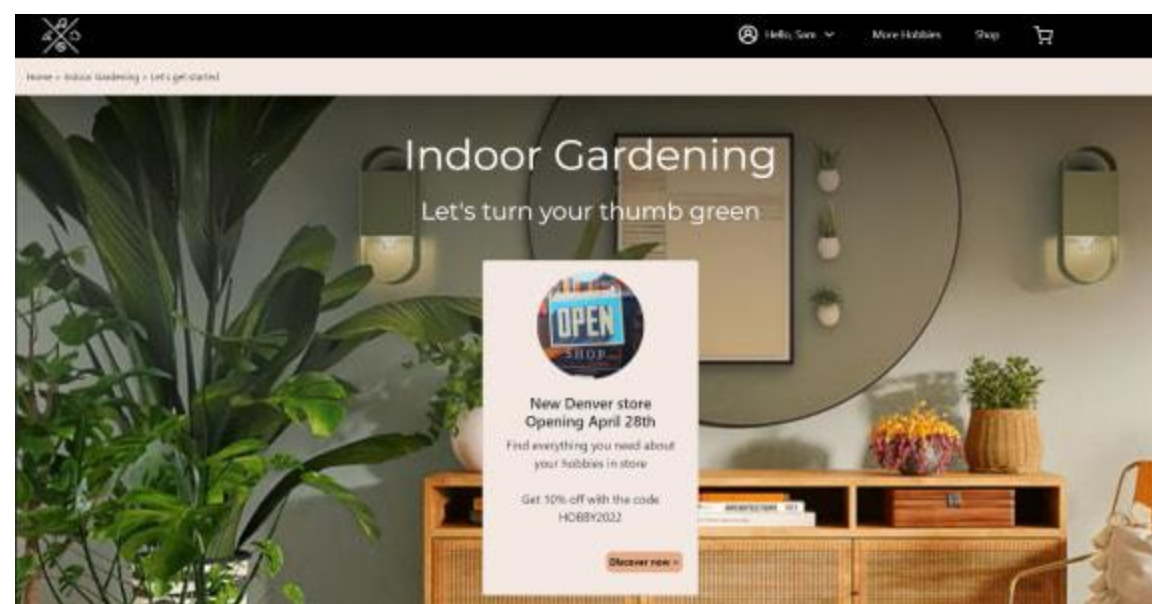 Hello, Sam
More Hobbies
Shop
Home > Indoor Gardening > Let's get started
Indoor Gardening
Let's turn your thumb green
OPEN
SHOP
New Denver store
Opening April 28th
Find everything you need about
your hobbies in store
Get 10% off with the code
HOBBY2022
Discover now >